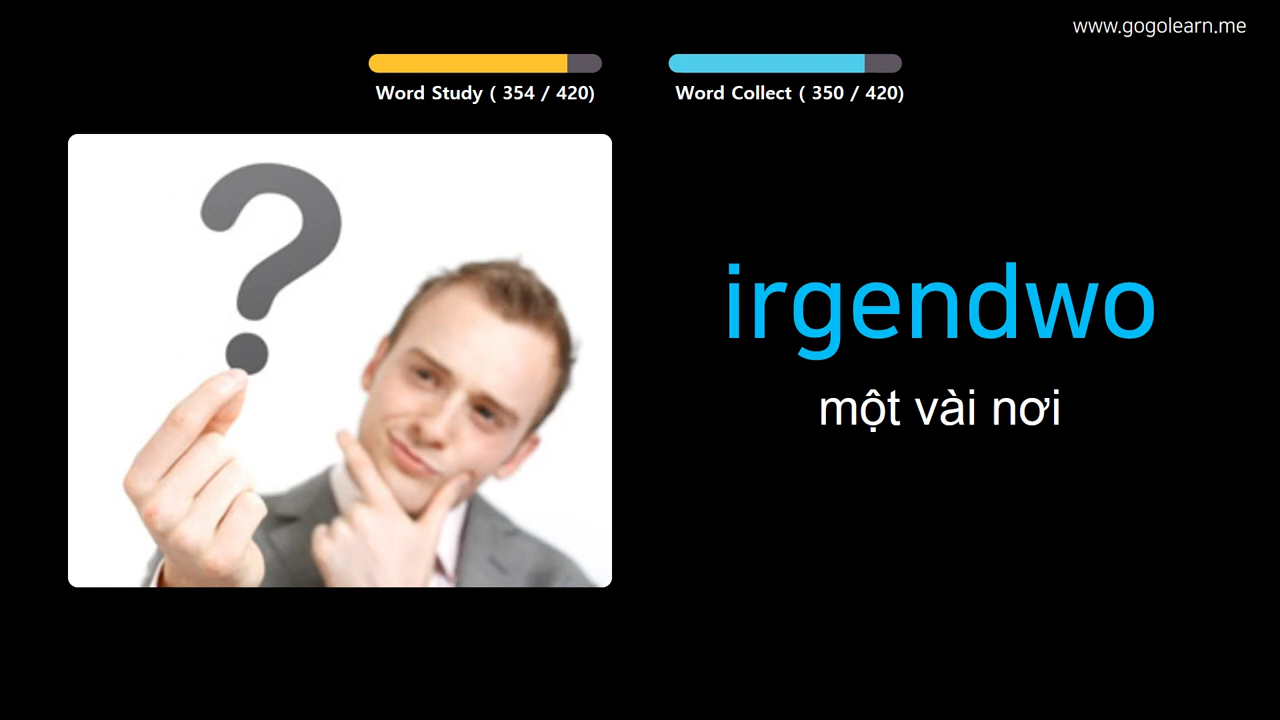 www.gogolearn.me
Word Study ( 354 / 420)
Word Collect ( 350 / 420)
?
irgendwo
một vài nơi